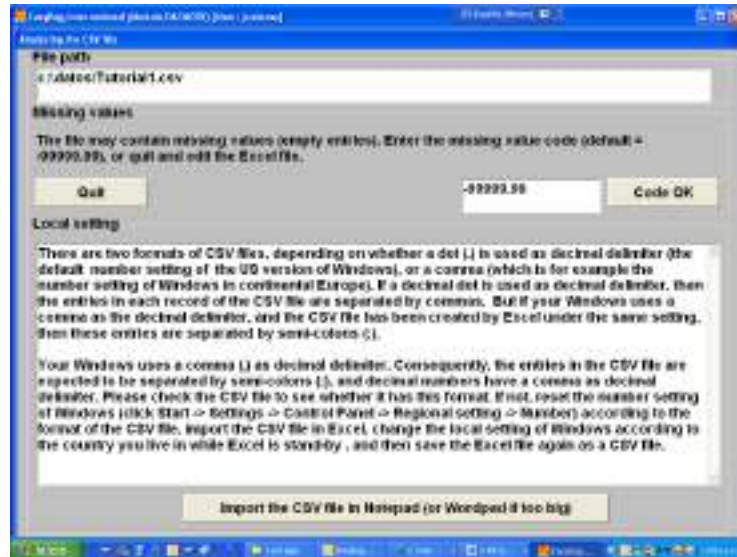 Analyzing the CSV file
File path
c:\datos\Tutorial1.csv
Missing values
The file may contain missing values (empty entries). Enter the missing value code (default =
-99999.99), or quit and edit the Excel file.
Quit
-99999.99
Code OK
Local setting
There are two formats of CSV files, depending on whether a dot (.) is used as decimal delimiter (the
default number setting of the US version of Windows), or a comma (which is for example the
number setting of Windows in continental Europe). If a decimal dot is used as decimal delimiter, then
the entries in each record of the CSV file are separated by commas. But if your Windows uses a
comma as the decimal delimiter, and the CSV file has been created by Excel under the same setting,
then these entries are separated by semi-colons (;).
Your Windows uses a comma (,) as decimal delimiter. Consequently, the entries in the CSV file are
expected to be separated by semi-colons (;), and decimal numbers have a comma as decimal
delimiter. Please check the CSV file to see whether it has this format. If not, reset the number setting
of Windows (click Start -> Settings -> Control Panel -> Regional setting -> Number) according to the
format of the CSV file, import the CSV file in Excel, change the local setting of Windows according to
the country you live in while Excel is stand-by , and then save the Excel file again as a CSV file.
Import the CSV file in Notepad (or Wordpad if too big)